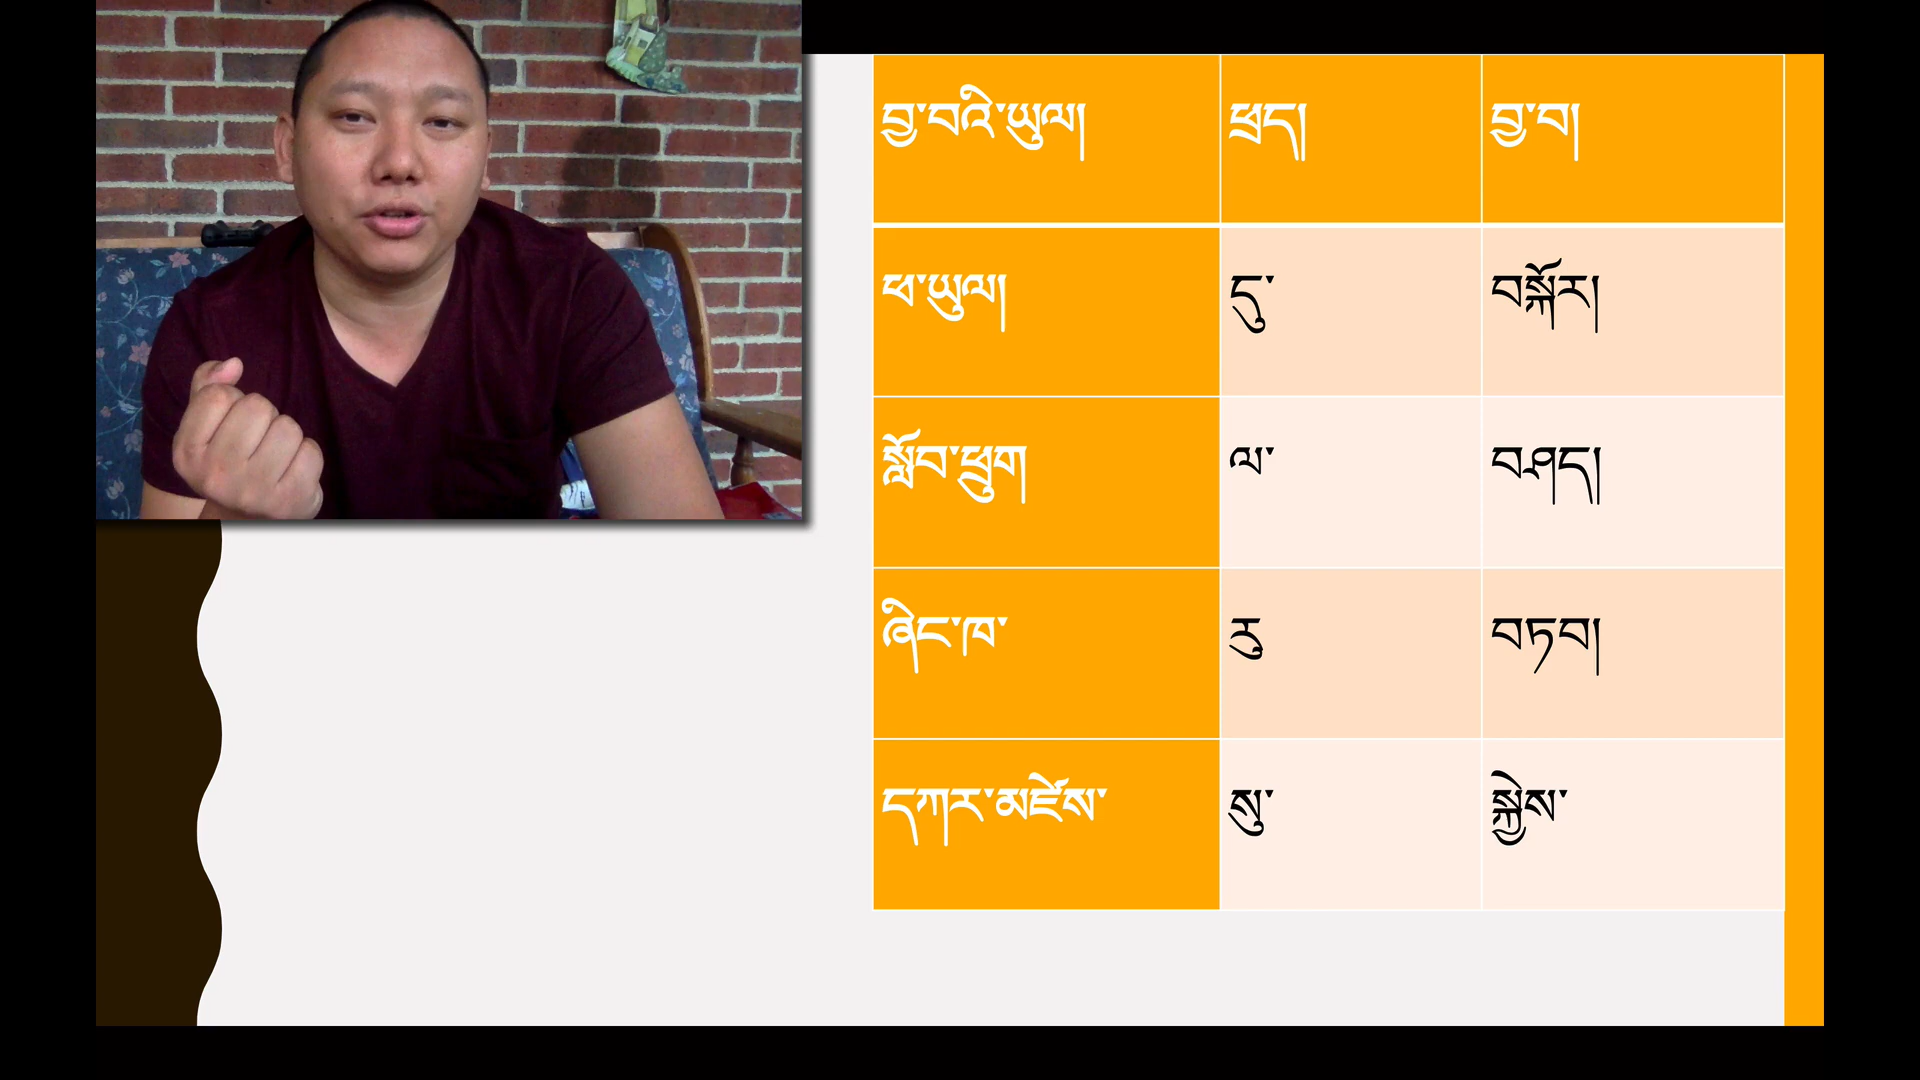 བྱ་བའི་ཡུལ། ཕྲད། བྱ་བ།
ཕ་ཡུལ། དུ་ བསྐོར།
སློབ་ཕྲུག ལ་ བཤད།
ཞིང་ཁ་ རུ བཏབ།
དཀར་མཛེས་ སུ་ སྐྱེས་